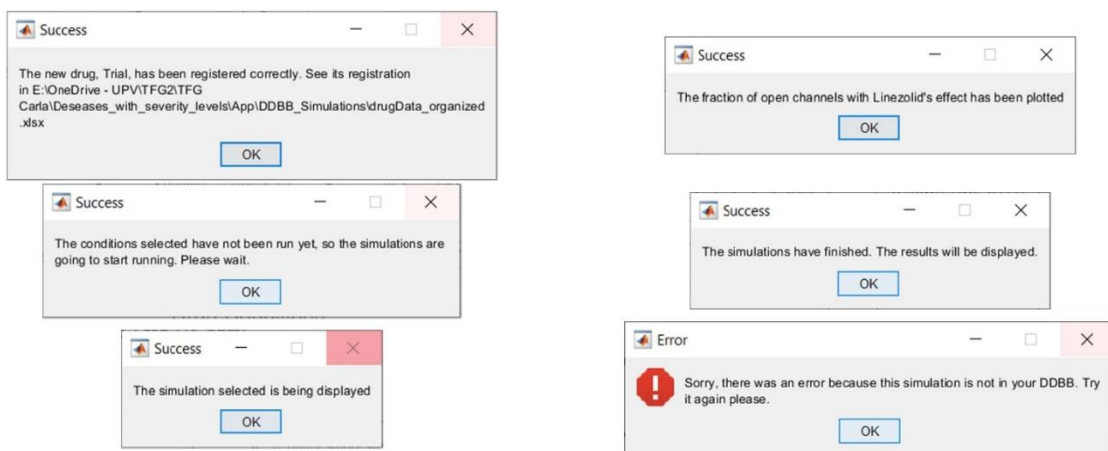 Success
The new drug, Trial, has been registered correctly. See its registration
in E:\OneDrive - UPV\TFG2\TFG
Carla\Deseases_with_severity_levels\App\DDBB_Simulations\drugData_organized
.xlsx
OK
Success
The conditions selected have not been run yet, so the simulations are
going to start running. Please wait.
OK
Success
The simulation selected is being displayed
OK
Success
The fraction of open channels with Linezolid's effect has been plotted
OK
Success
The simulations have finished. The results will be displayed.
OK
Error
Sorry, there was an error because this simulation is not in your DDBB. Try
it again please.
OK